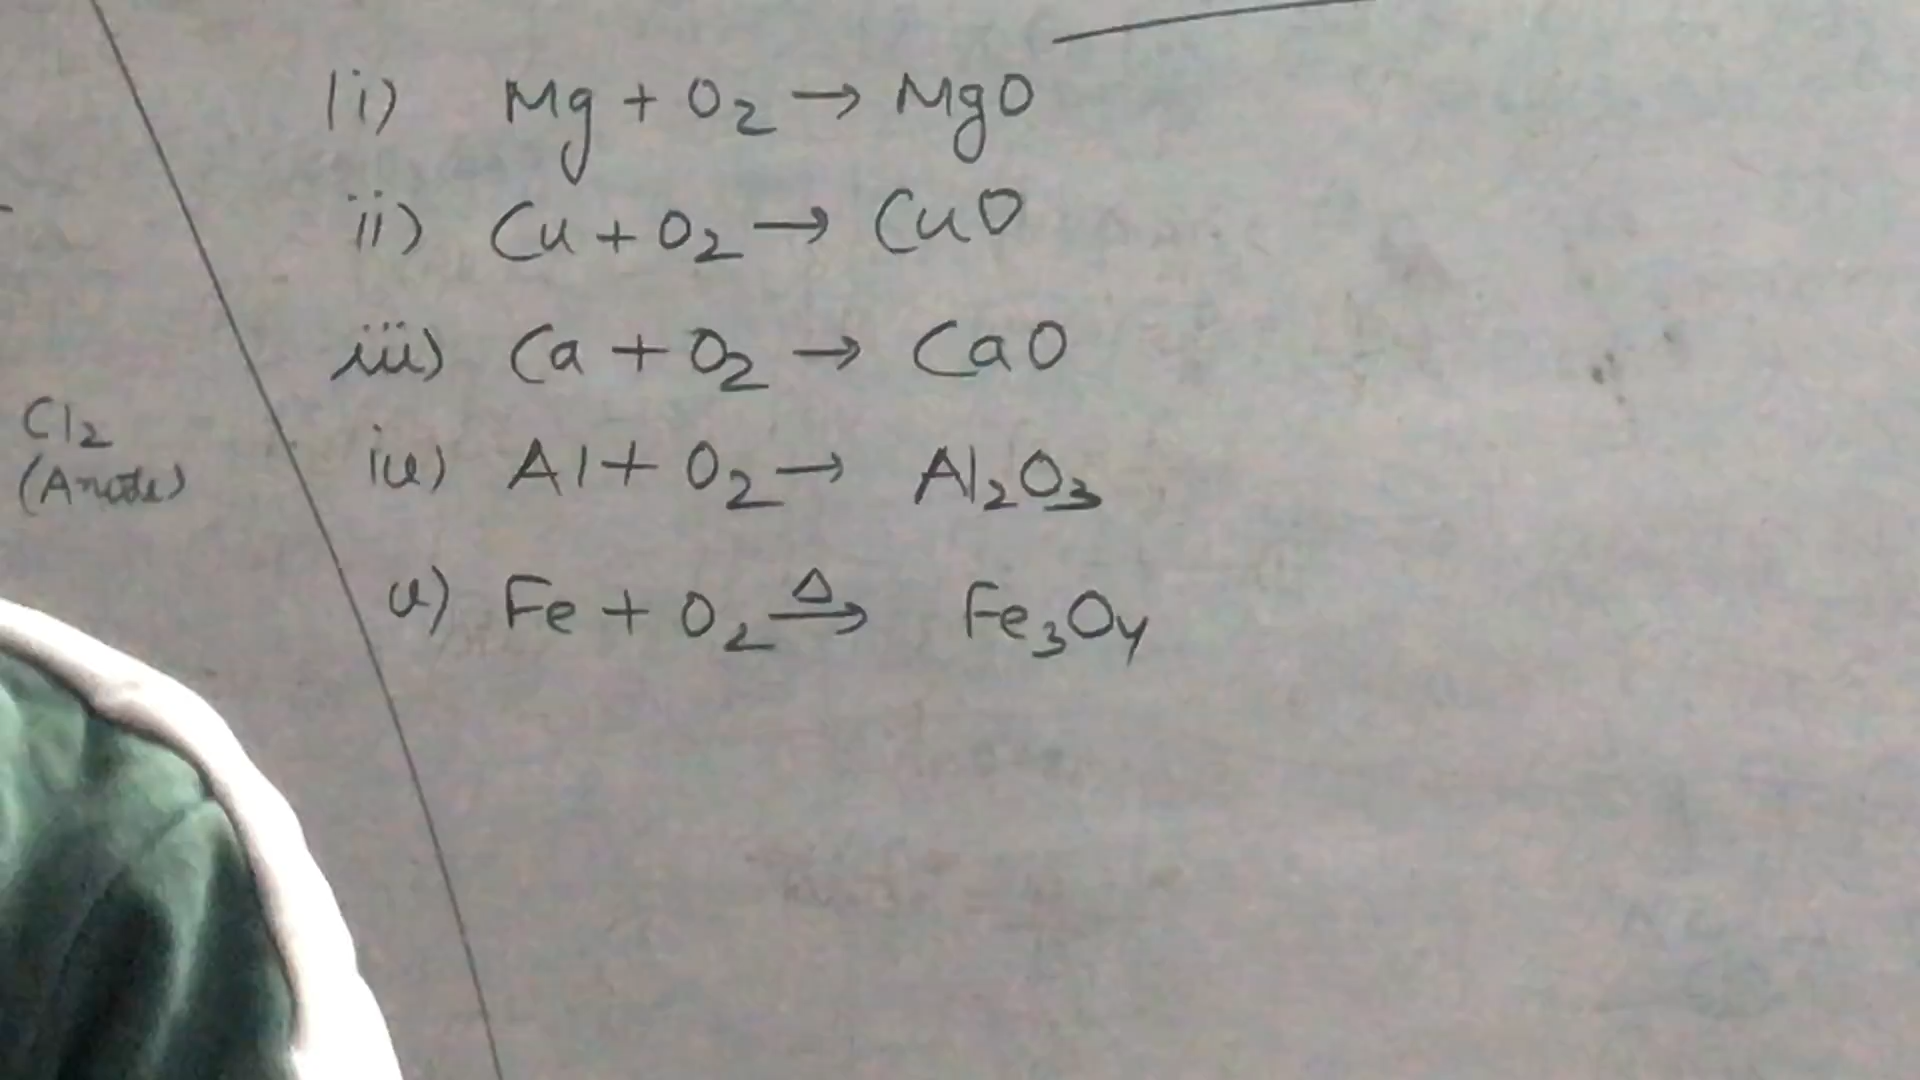 (i) Mg + O₂ → MgO
ii) Cu + O₂ → CuO
iii) Ca + O₂ → CaO
Cl₂
(Anode)
iv) Al + O₂ → Al₂O₃
v) Fe + O₂ →^Δ Fe₃O₄